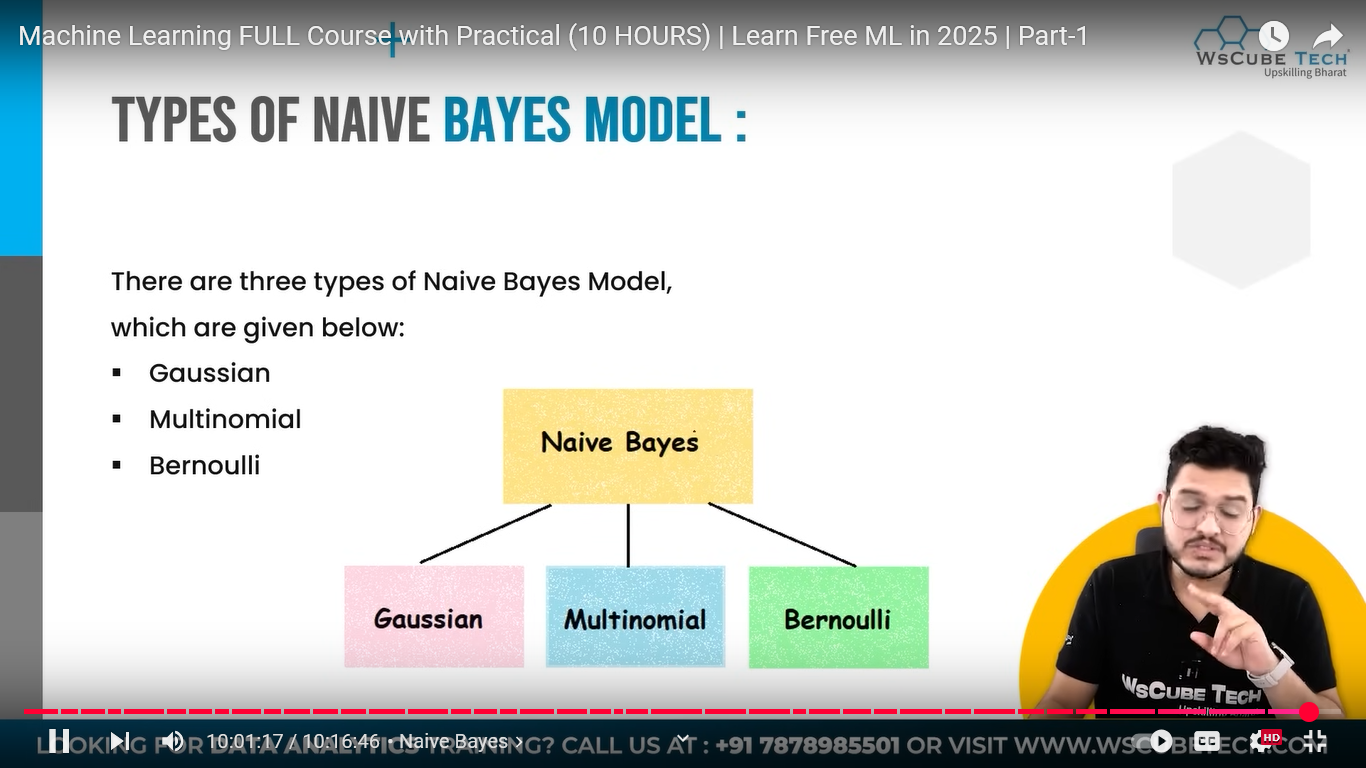 Machine Learning FULL Course with Practical (10 HOURS) | Learn Free ML in 2025 | Part-1
WsCube Tech
Upskilling Bharat
TYPES OF NAIVE BAYES MODEL :
There are three types of Naive Bayes Model,
which are given below:
▪ Gaussian
▪ Multinomial
▪ Bernoulli
Naive Bayes
Gaussian
Multinomial
Bernoulli
WsCube Tech
10:01:17 / 10:16:46 • Naive Bayes ›
CC
HD
LOOKING FOR DATA ANALYTICS TRAINING? CALL US AT : +91 7878985501 OR VISIT WWW.WSCUBETECH.COM